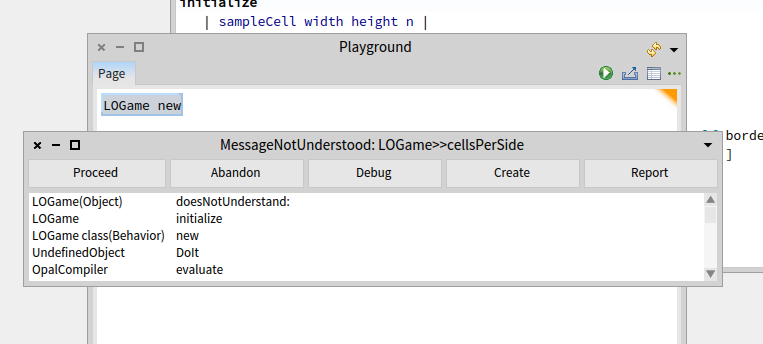 initialize
| sampleCell width height n |
Playground
Page
LOGame new
borde
]
MessageNotUnderstood: LOGame>>cellsPerSide
Proceed Abandon Debug Create Report
LOGame(Object) doesNotUnderstand:
LOGame initialize
LOGame class(Behavior) new
UndefinedObject DoIt
OpalCompiler evaluate